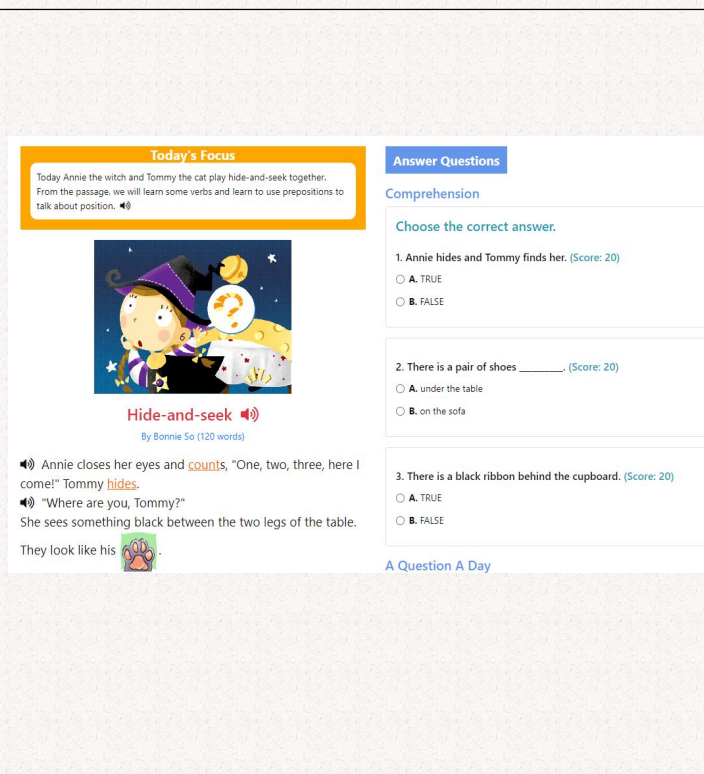 Today's Focus
Today Annie the witch and Tommy the cat play hide-and-seek together.
From the passage, we will learn some verbs and learn to use prepositions to
talk about position.
Hide-and-seek
By Bonnie So (120 words)
Annie closes her eyes and counts, "One, two, three, here I
come!" Tommy hides.
"Where are you, Tommy?"
She sees something black between the two legs of the table.
They look like his .
Answer Questions
Comprehension
Choose the correct answer.
1. Annie hides and Tommy finds her. (Score: 20)
A. TRUE
B. FALSE
2. There is a pair of shoes ________. (Score: 20)
A. under the table
B. on the sofa
3. There is a black ribbon behind the cupboard. (Score: 20)
A. TRUE
B. FALSE
A Question A Day